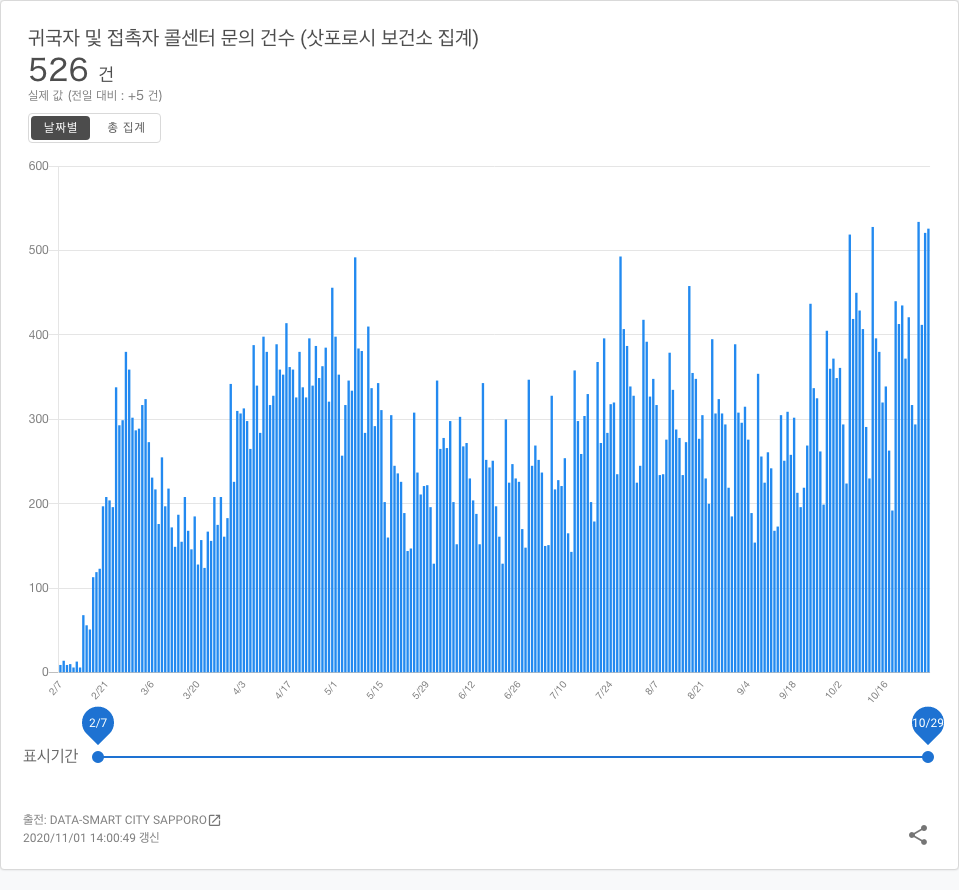 귀국자 및 접촉자 콜센터 문의 건수 (삿포로시 보건소 집계)
526 건
실제 값 (전일 대비 : +5 건)
날짜별 총 집계
600
500
400
300
200
100
0
2/7 2/21 3/6 3/20 4/3 4/17 5/1 5/15 5/29 6/12 6/26 7/10 7/24 8/7 8/21 9/4 9/18 10/2 10/16
2/7 10/29
표시기간
출전: DATA-SMART CITY SAPPORO
2020/11/01 14:00:49 갱신